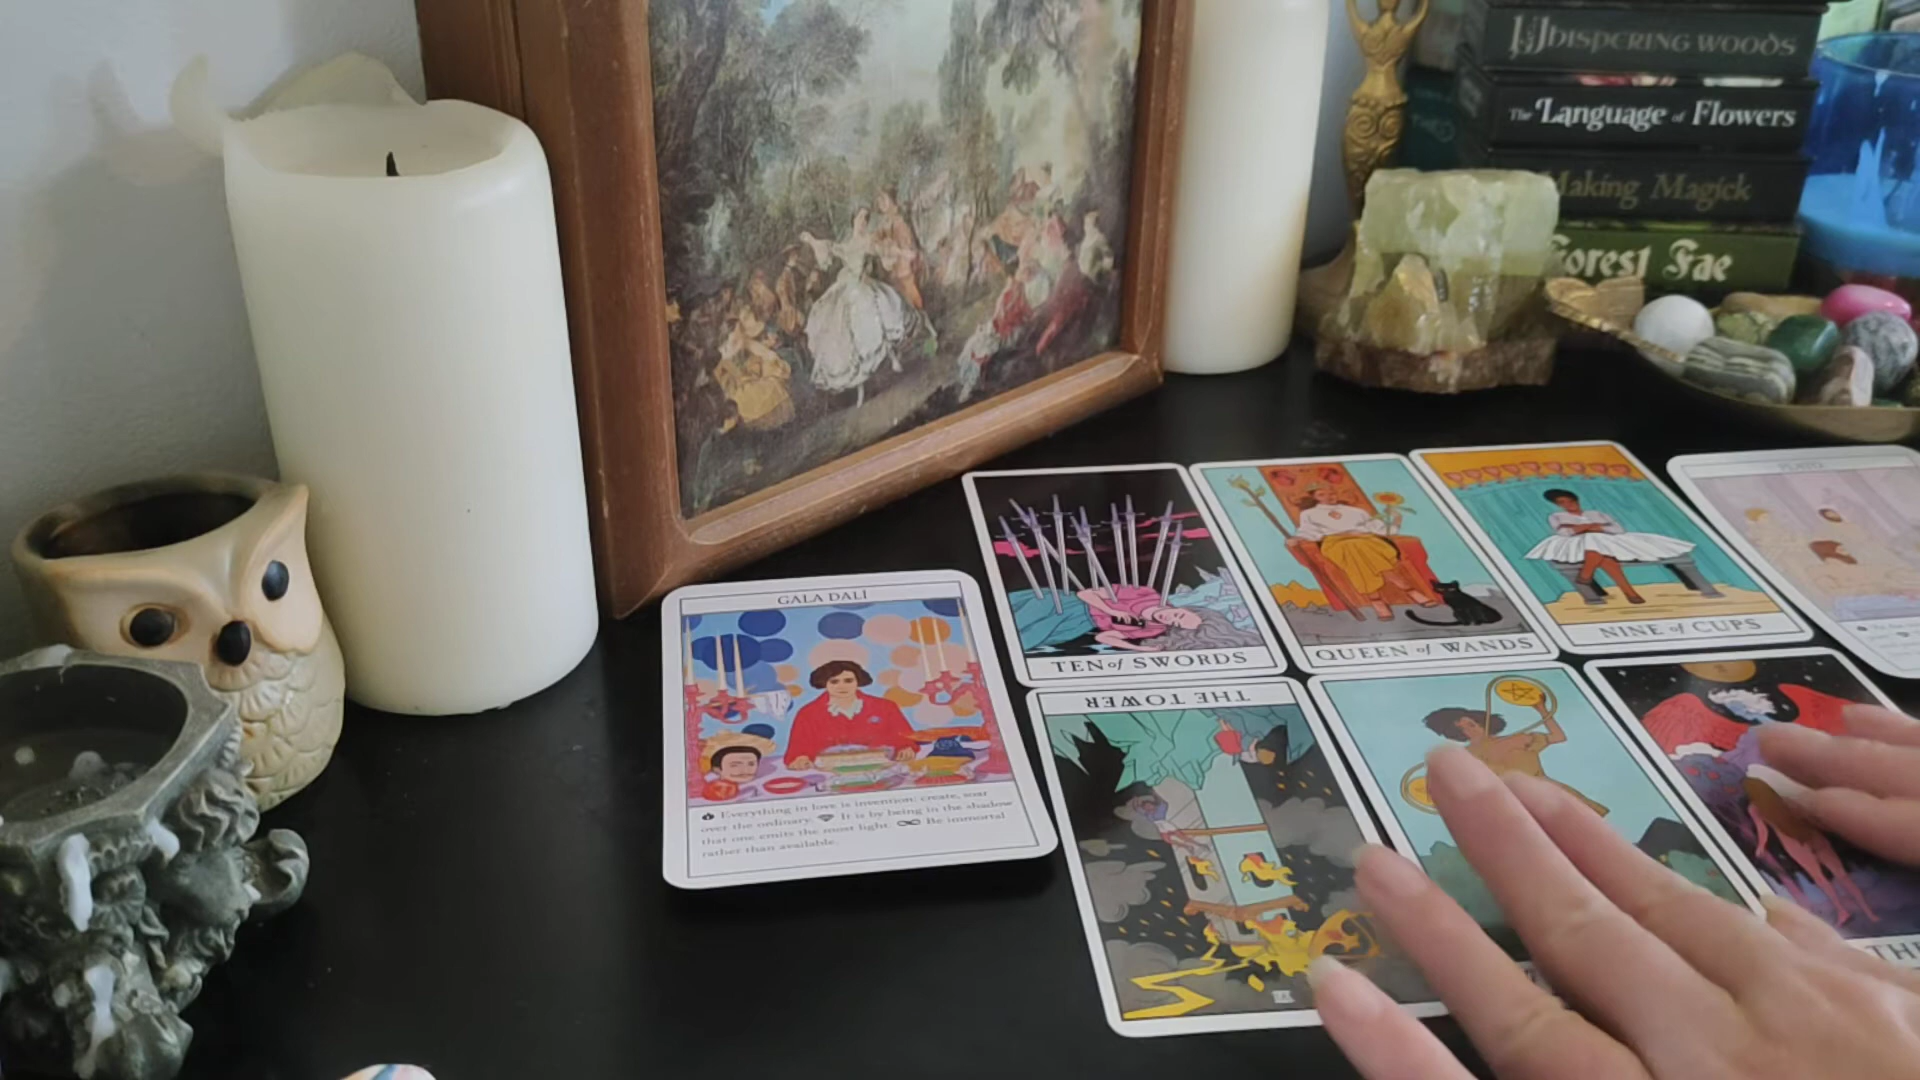 Whispering Woods
The Language of Flowers
Making Magick
Forest Fae
PLATO
TEN of SWORDS
QUEEN of WANDS
NINE of CUPS
GALA DALÍ
Everything in love is invention: create, soar
over the ordinary. It is by being in the shadow
that one emits the most light. Be immortal
rather than available.
THE TOWER
TH